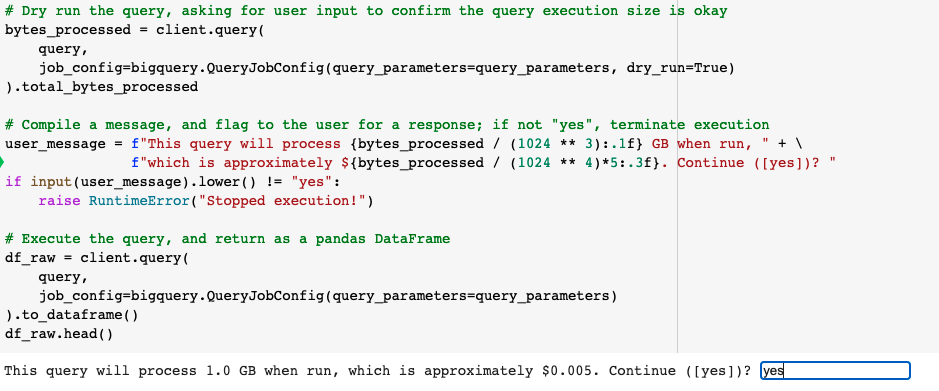 # Dry run the query, asking for user input to confirm the query execution size is okay
bytes_processed = client.query(
    query,
    job_config=bigquery.QueryJobConfig(query_parameters=query_parameters, dry_run=True)
).total_bytes_processed

# Compile a message, and flag to the user for a response; if not "yes", terminate execution
user_message = f"This query will process {bytes_processed / (1024 ** 3):.1f} GB when run, " + \
               f"which is approximately ${bytes_processed / (1024 ** 4)*5:.3f}. Continue ([yes])? "
if input(user_message).lower() != "yes":
    raise RuntimeError("Stopped execution!")

# Execute the query, and return as a pandas DataFrame
df_raw = client.query(
    query,
    job_config=bigquery.QueryJobConfig(query_parameters=query_parameters)
).to_dataframe()
df_raw.head()
This query will process 1.0 GB when run, which is approximately $0.005. Continue ([yes])? yes